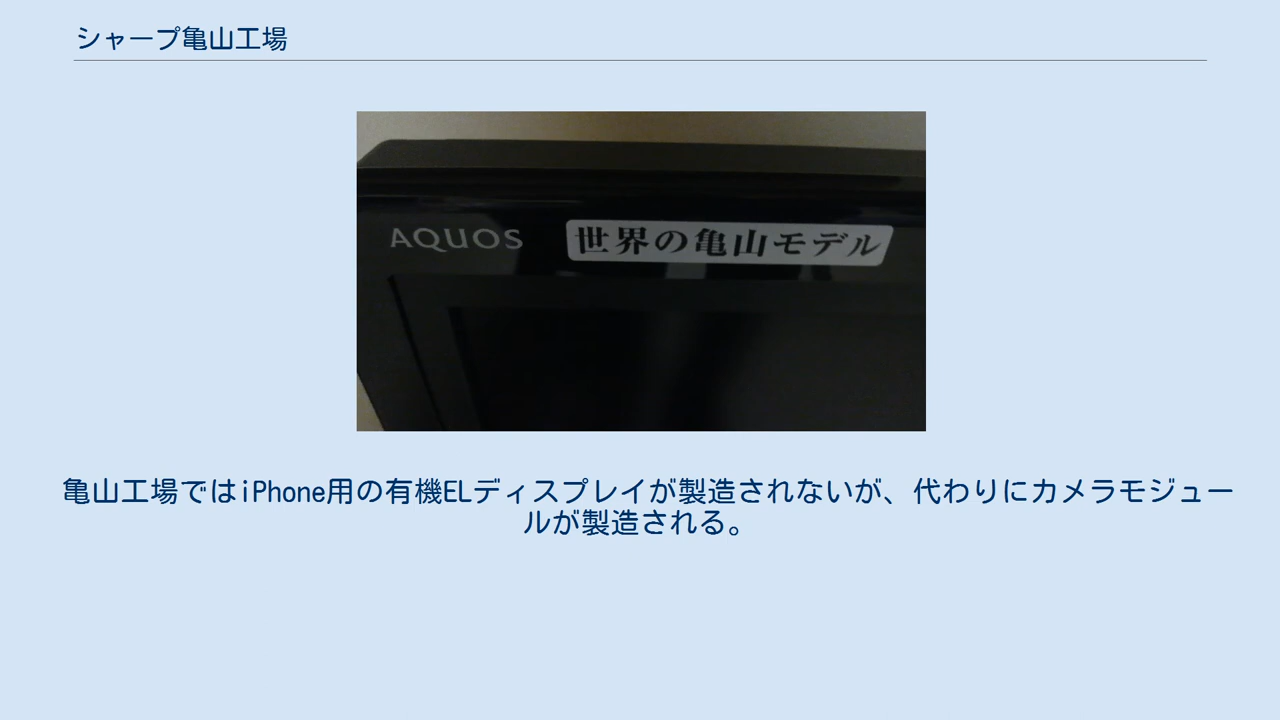 シャープ亀山工場
AQUOS 世界の亀山モデル
亀山工場ではiPhone用の有機ELディスプレイが製造されないが、代わりにカメラモジュー
ルが製造される。